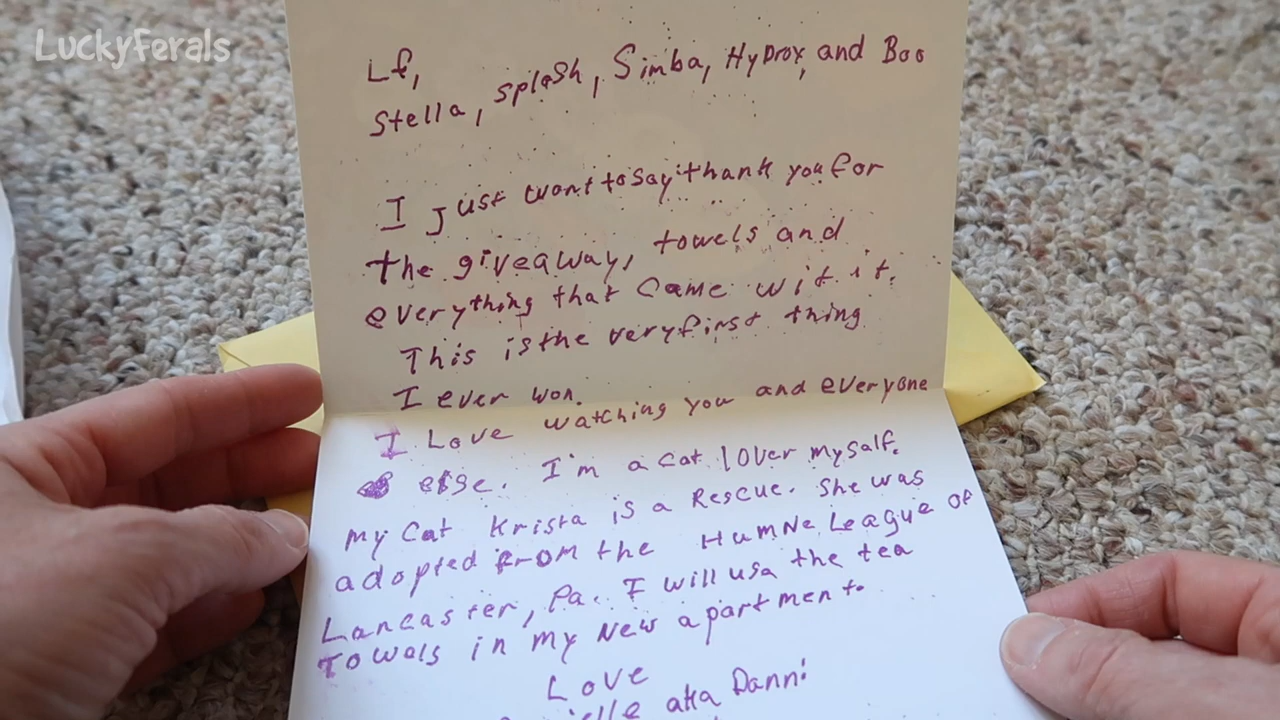 LuckyFerals
Lf,
Stella, splash, Simba, Hydrox, and Boo
I just want to say thank you for
the giveaway, towels and
everything that came wit it.
This is the very first thing
I ever won.
I Love watching you and everyone
else. I'm a cat lover mysalf.
my cat Krista is a Rescue. She was
adopted from the HumNe League of
Lancaster, Pa. I will usa the tea
Towals in my New apartment.
Love
aka Danni